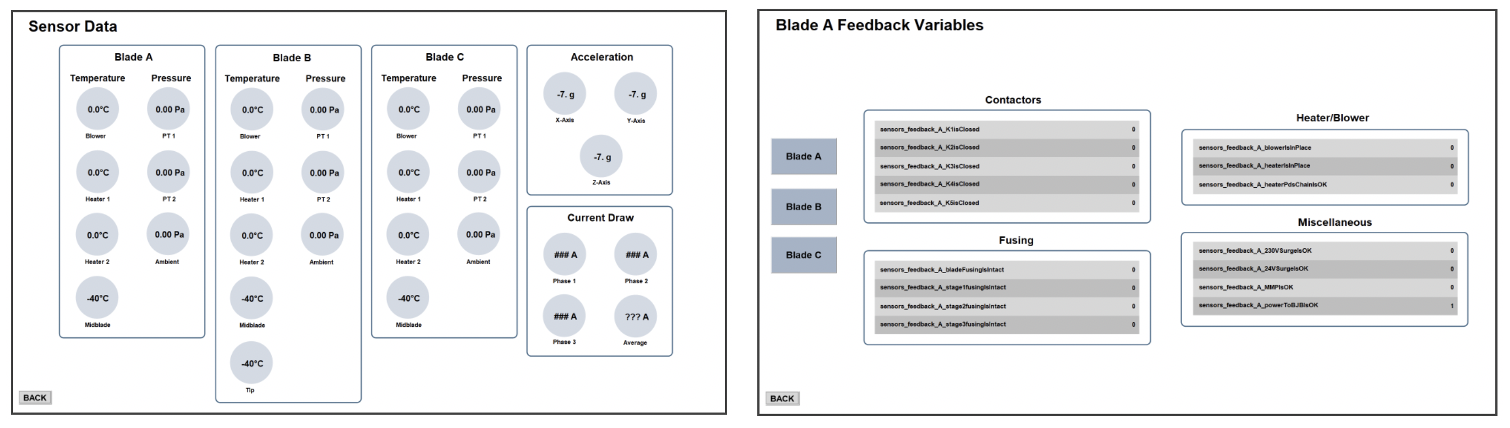 Sensor Data
Blade A
Temperature Pressure
0.0°C 0.00 Pa
Blower PT 1
0.0°C 0.00 Pa
Heater 1 PT 2
0.0°C 0.00 Pa
Heater 2 Ambient
-40°C
Midblade
Blade B
Temperature Pressure
0.0°C 0.00 Pa
Blower PT 1
0.0°C 0.00 Pa
Heater 1 PT 2
0.0°C 0.00 Pa
Heater 2 Ambient
-40°C
Midblade
-40°C
Tip
Blade C
Temperature Pressure
0.0°C 0.00 Pa
Blower PT 1
0.0°C 0.00 Pa
Heater 1 PT 2
0.0°C 0.00 Pa
Heater 2 Ambient
-40°C
Midblade
Acceleration
-7. g -7. g
X-Axis Y-Axis
-7. g
Z-Axis
Current Draw
### A ### A
Phase 1 Phase 2
### A ??? A
Phase 3 Average
BACK
Blade A Feedback Variables
Blade A
Blade B
Blade C
Contactors
sensors_feedback_A_K1isClosed 0
sensors_feedback_A_K2isClosed 0
sensors_feedback_A_K3isClosed 0
sensors_feedback_A_K4isClosed 0
sensors_feedback_A_K5isClosed 0
Fusing
sensors_feedback_A_bladeFusingIsIntact 0
sensors_feedback_A_stage1fusingIsIntact 0
sensors_feedback_A_stage2fusingIsIntact 0
sensors_feedback_A_stage3fusingIsIntact 0
Heater/Blower
sensors_feedback_A_blowerIsInPlace 0
sensors_feedback_A_heaterIsInPlace 0
sensors_feedback_A_heaterPdsChainIsOK 0
Miscellaneous
sensors_feedback_A_230VSurgeIsOK 0
sensors_feedback_A_24VSurgeIsOK 0
sensors_feedback_A_MMPIsOK 0
sensors_feedback_A_powerToBJBIsOK 1
BACK